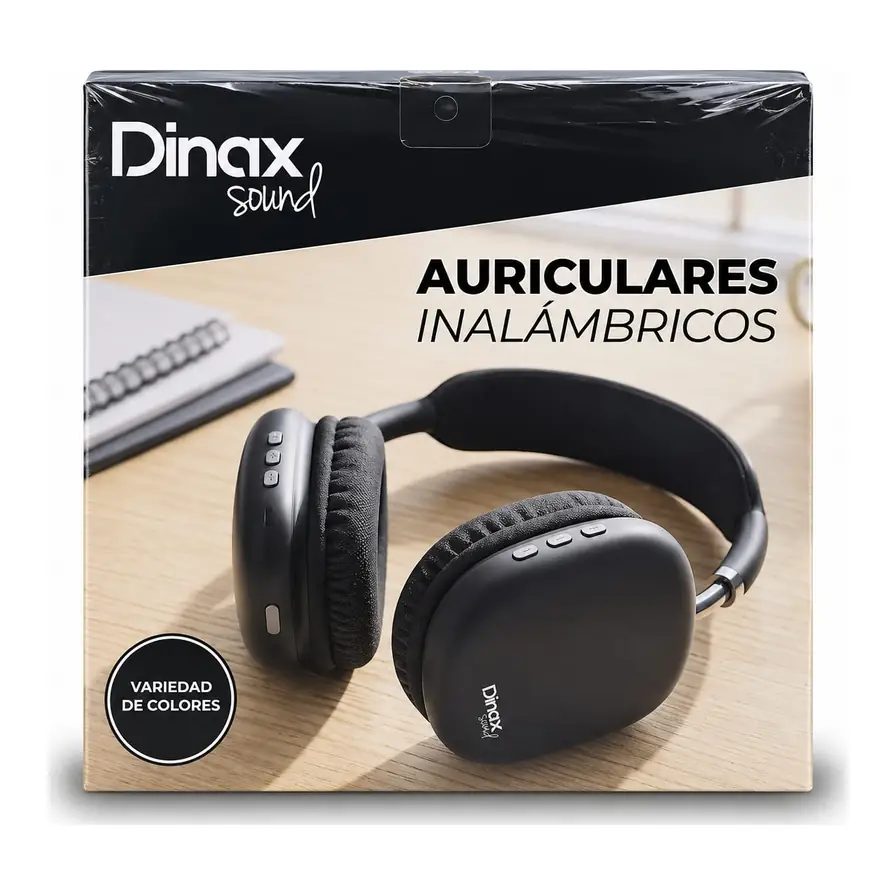 Dinax
sound
AURICULARES
INALÁMBRICOS
VARIEDAD
DE COLORES
Dinax
sound